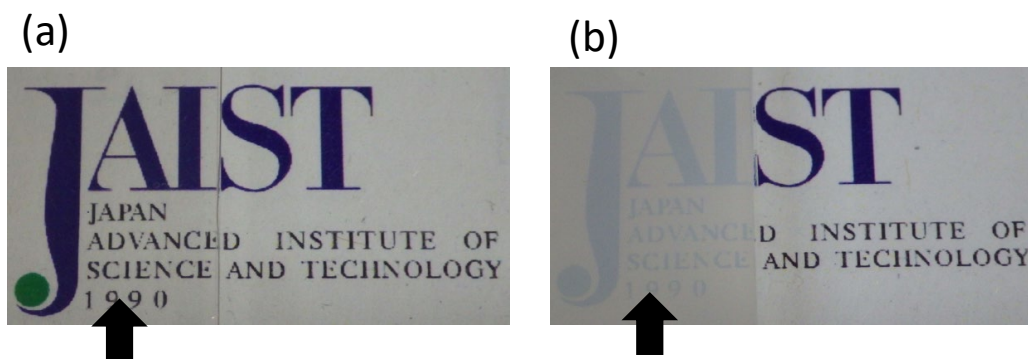 (a)
JAIST
JAPAN
ADVANCED INSTITUTE OF
SCIENCE AND TECHNOLOGY
1990
(b)
JAIST
JAPAN
ADVANCED INSTITUTE OF
SCIENCE AND TECHNOLOGY
1990